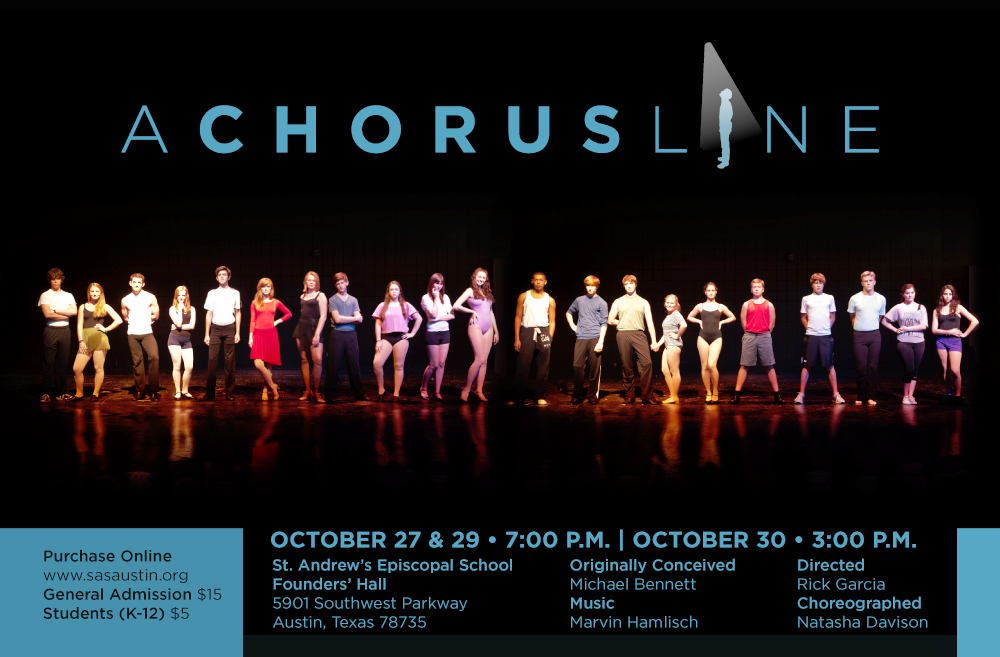 A CHORUS LINE
OCTOBER 27 & 29 • 7:00 P.M. | OCTOBER 30 • 3:00 P.M.
Purchase Online
www.sasaustin.org
General Admission $15
Students (K-12) $5
St. Andrew's Episcopal School
Founders' Hall
5901 Southwest Parkway
Austin, Texas 78735
Originally Conceived
Michael Bennett
Music
Marvin Hamlisch
Directed
Rick Garcia
Choreographed
Natasha Davison